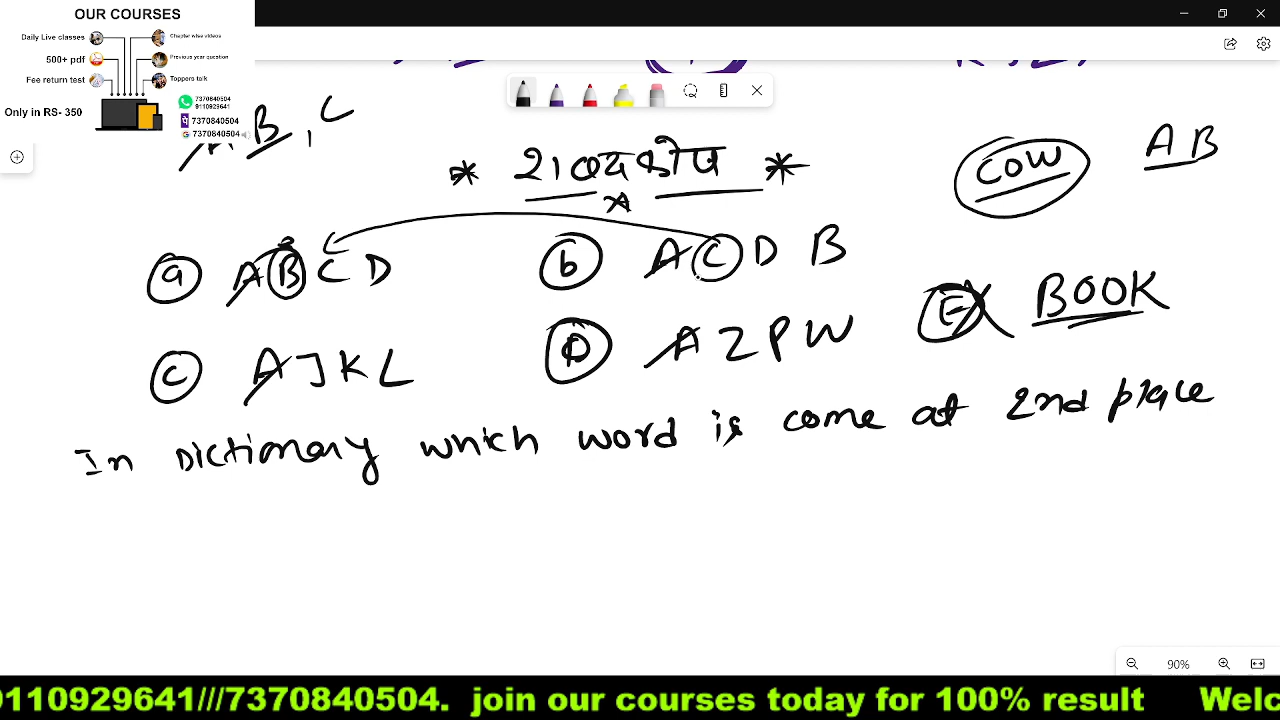 OUR COURSES
Daily Live classes
Chapter wise videos
500+ pdf
Previous year question
Fee return test
Toppers talk
Only in RS- 350
7370840504
9110929641
7370840504
7370840504
A, B, C
* शब्दकोष *
COW
AB
(a) ABCD
(b) ACDB
(E) BOOK
(C) AJKL
(D) AZPW
In Dictionary which word is come at 2nd place
90%
9110929641///7370840504. join our courses today for 100% result Welc